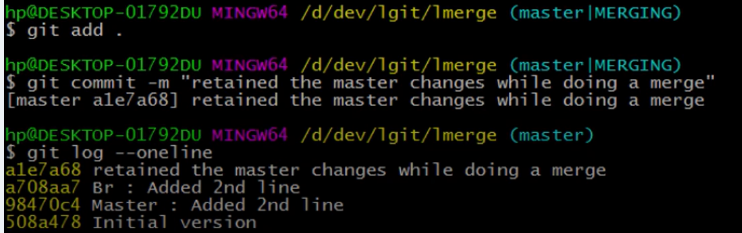 hp@DESKTOP-01792DU MINGW64 /d/dev/lgit/lmerge (master|MERGING)
$ git add .
hp@DESKTOP-01792DU MINGW64 /d/dev/lgit/lmerge (master|MERGING)
$ git commit -m "retained the master changes while doing a merge"
[master a1e7a68] retained the master changes while doing a merge
hp@DESKTOP-01792DU MINGW64 /d/dev/lgit/lmerge (master)
$ git log --oneline
a1e7a68 retained the master changes while doing a merge
a708aa7 Br : Added 2nd line
98470c4 Master : Added 2nd line
508a478 Initial version